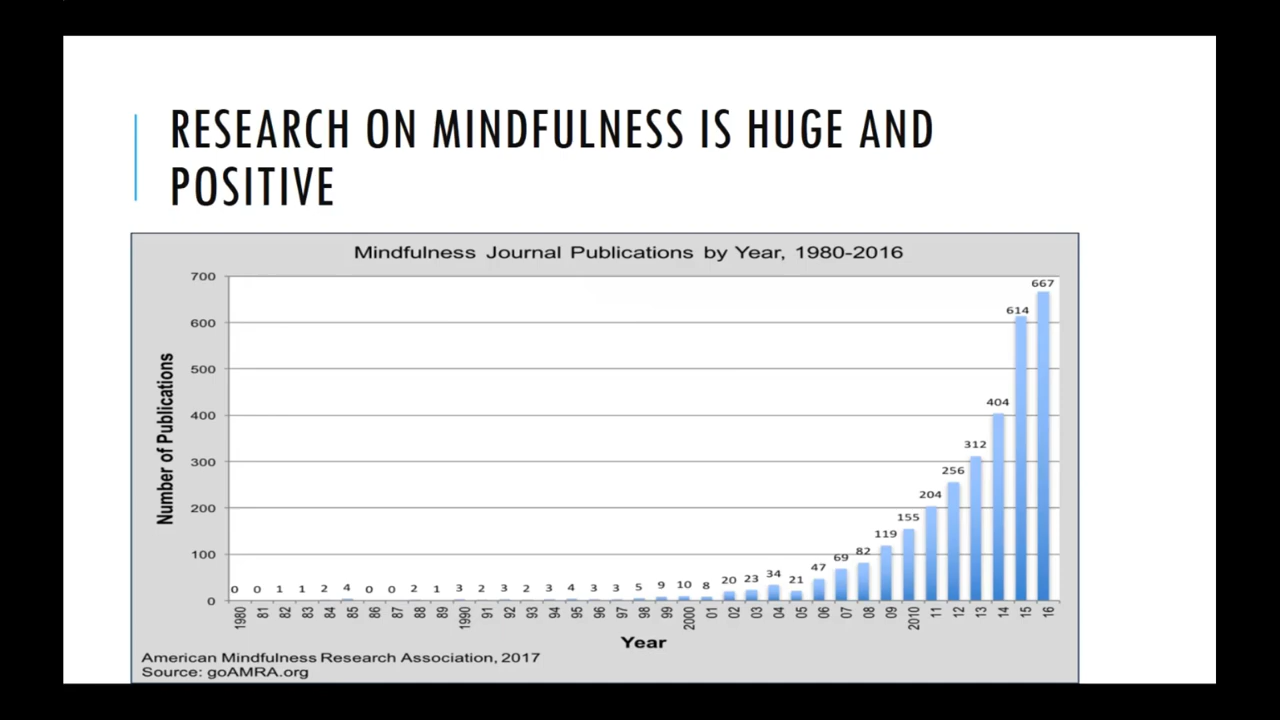 RESEARCH ON MINDFULNESS IS HUGE AND
POSITIVE
Mindfulness Journal Publications by Year, 1980-2016
Number of Publications
700
600
500
400
300
200
100
0
0 0 1 1 2 4 0 0 2 1 3 2 3 2 3 4 3 3 5 9 10 8 20 23 34 21 47 69 82 119 155 204 256 312 404 614 667
1980 81 82 83 84 85 86 87 88 89 1990 91 92 93 94 95 96 97 98 99 2000 01 02 03 04 05 06 07 08 09 2010 11 12 13 14 15 16
Year
American Mindfulness Research Association, 2017
Source: goAMRA.org